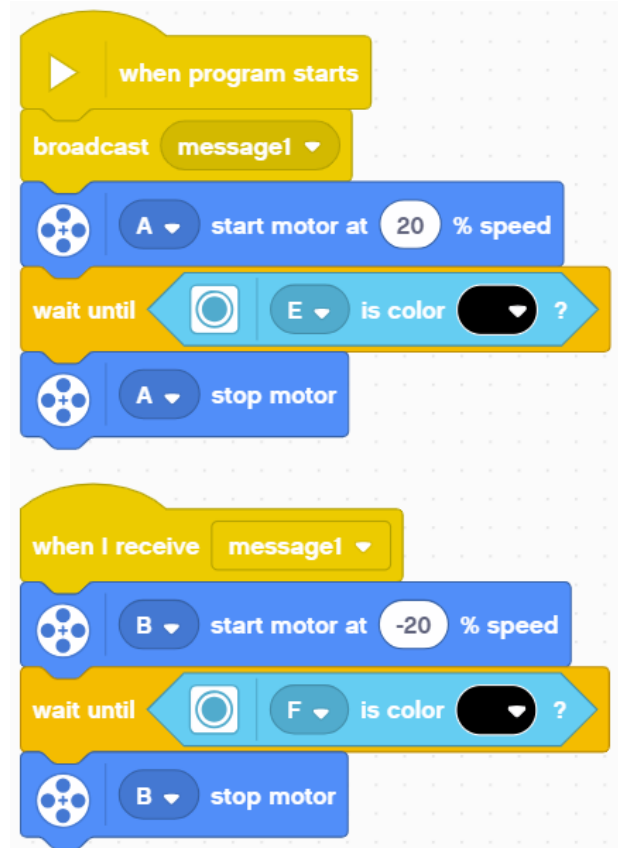 when program starts
broadcast message1
A start motor at 20 % speed
wait until E is color ?
A stop motor
when I receive message1
B start motor at -20 % speed
wait until F is color ?
B stop motor